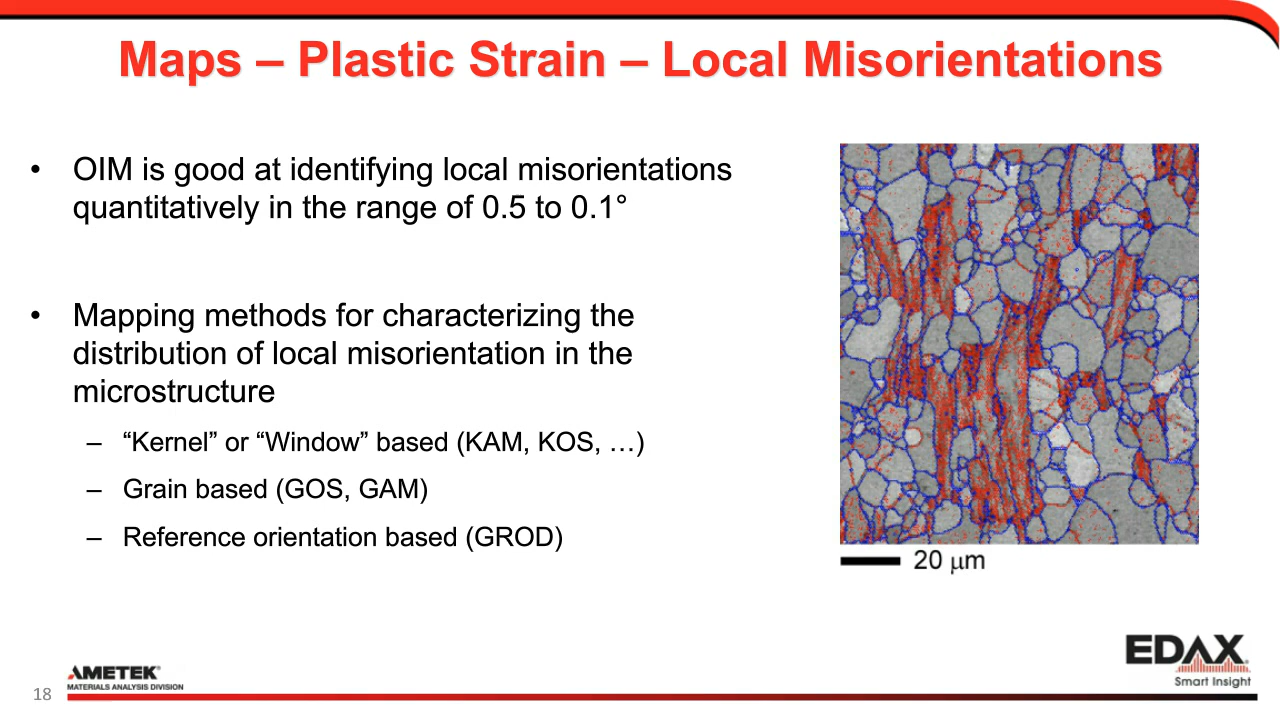 Maps – Plastic Strain – Local Misorientations
• OIM is good at identifying local misorientations
quantitatively in the range of 0.5 to 0.1°
• Mapping methods for characterizing the
distribution of local misorientation in the
microstructure
– “Kernel” or “Window” based (KAM, KOS, …)
– Grain based (GOS, GAM)
– Reference orientation based (GROD)
20 μm
18
AMETEK®
MATERIALS ANALYSIS DIVISION
EDAX
Smart Insight